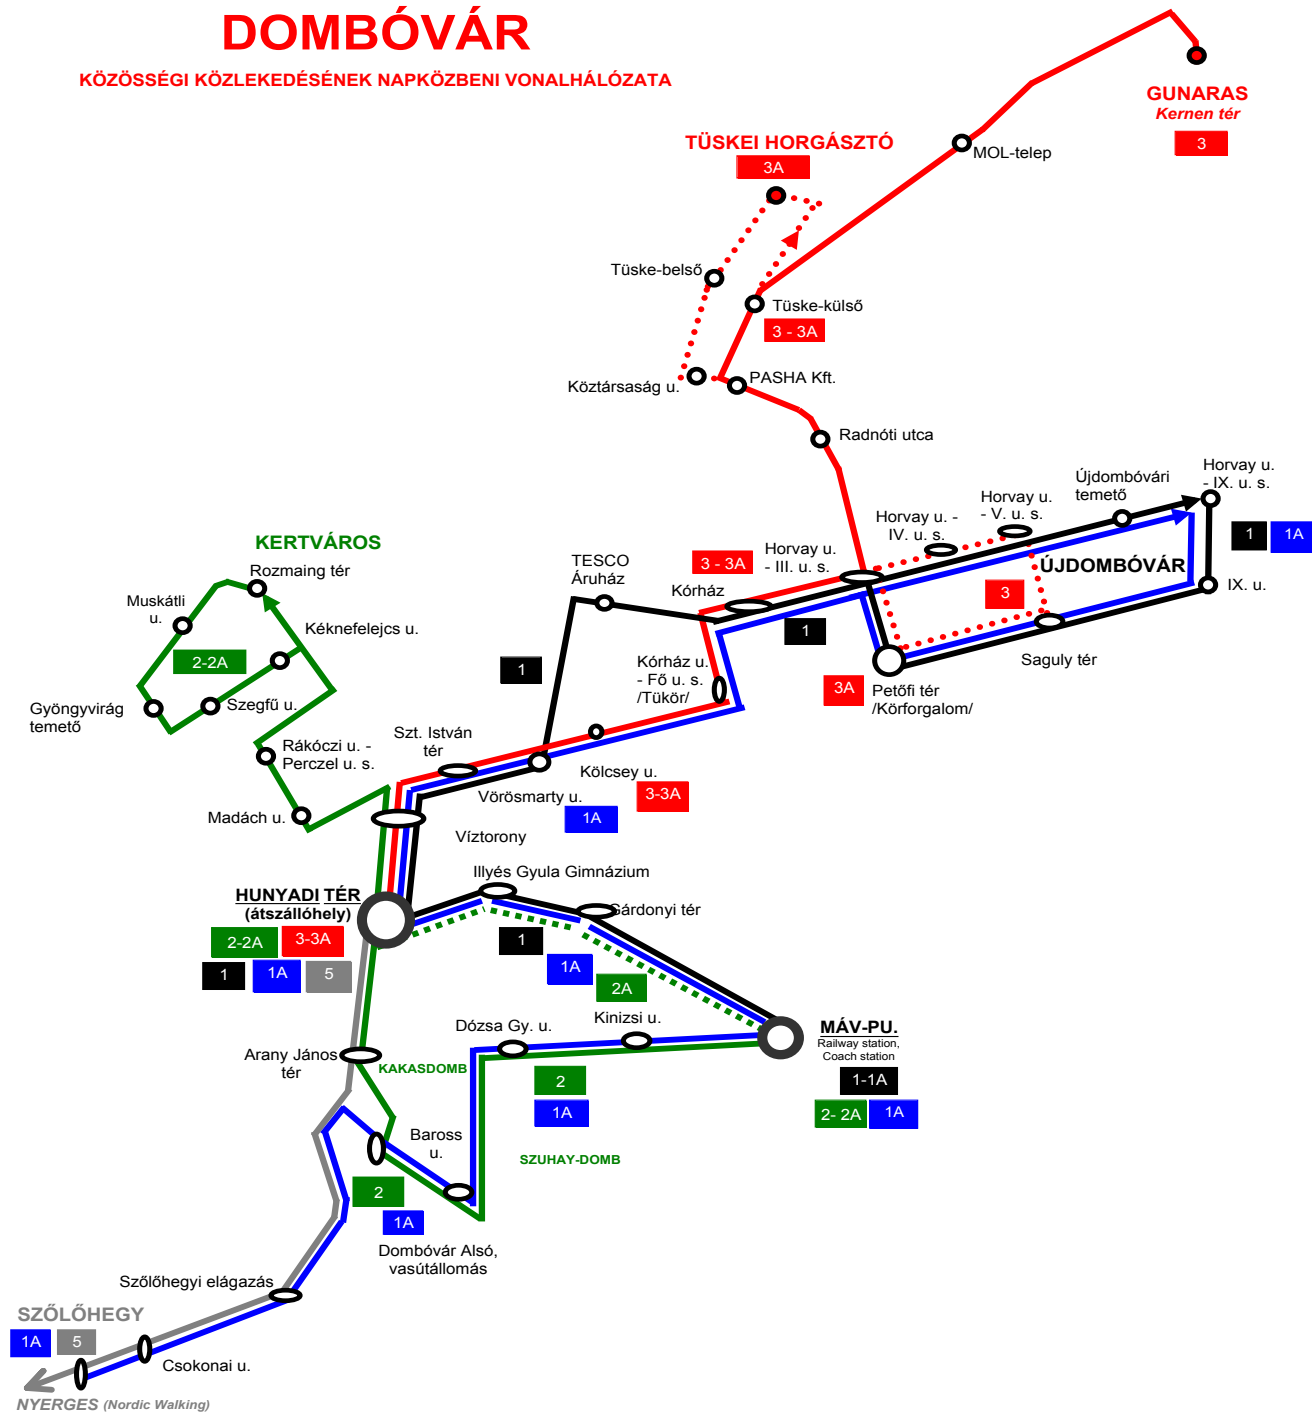 DOMBÓVÁR
KÖZÖSSÉGI KÖZLEKEDÉSÉNEK NAPKÖZBENI VONALHÁLÓZATA
GUNARAS
Kernen tér
3
TÜSKEI HORGÁSZTÓ
3A
MOL-telep
Tüske-belső
Tüske-külső
3 - 3A
Köztársaság u.
PASHA Kft.
Radnóti utca
Horvay u.
- IX. u. s.
Újdombóvári
temető
Horvay u.
- V. u. s.
Horvay u. -
IV. u. s.
1
1A
KERTVÁROS
Rozmaing tér
TESCO
Áruház
3 - 3A
Horvay u.
- III. u. s.
Kórház
ÚJDOMBÓVÁR
IX. u.
3
Muskátli
u.
Kéknefelejcs u.
2-2A
1
1
Kórház u.
- Fő u. s.
/Tükör/
Saguly tér
3A
Petőfi tér
/Körforgalom/
Gyöngyvirág
temető
Szegfű u.
Szt. István
tér
Rákóczi u. -
Perczel u. s.
Kölcsey u.
3-3A
Vörösmarty u.
1A
Madách u.
Víztorony
Illyés Gyula Gimnázium
HUNYADI TÉR
(átszállóhely)
Gárdonyi tér
2-2A
3-3A
1
1A
5
1
1A
2A
Dózsa Gy. u.
Kinizsi u.
MÁV-PU.
Railway station,
Coach station
1-1A
2- 2A
1A
Arany János
tér
KAKASDOMB
2
1A
Baross
u.
SZUHAY-DOMB
2
1A
Dombóvár Alsó,
vasútállomás
Szőlőhegyi elágazás
SZŐLŐHEGY
1A
5
Csokonai u.
NYERGES (Nordic Walking)